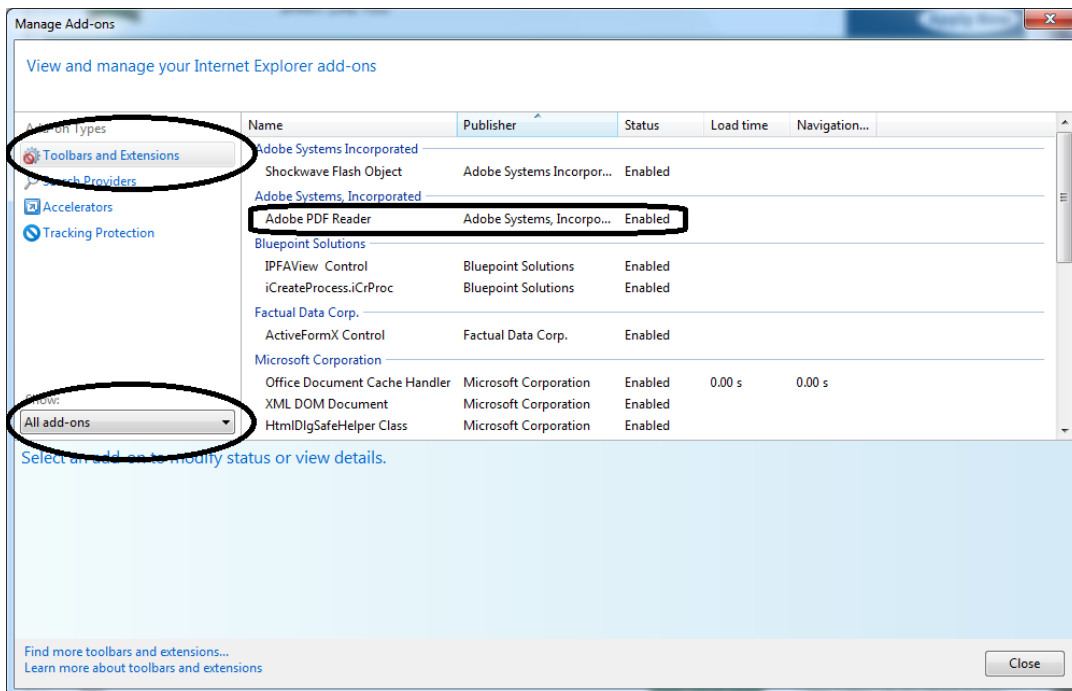 Manage Add-ons
View and manage your Internet Explorer add-ons
Add-on Types
Toolbars and Extensions
Search Providers
Accelerators
Tracking Protection
Show:
All add-ons
Name Publisher Status Load time Navigation...
Adobe Systems Incorporated
Shockwave Flash Object Adobe Systems Incorpor... Enabled
Adobe Systems, Incorporated
Adobe PDF Reader Adobe Systems, Incorpo... Enabled
Bluepoint Solutions
IPFAView Control Bluepoint Solutions Enabled
iCreateProcess.iCrProc Bluepoint Solutions Enabled
Factual Data Corp.
ActiveFormX Control Factual Data Corp. Enabled
Microsoft Corporation
Office Document Cache Handler Microsoft Corporation Enabled 0.00 s 0.00 s
XML DOM Document Microsoft Corporation Enabled
HtmlDlgSafeHelper Class Microsoft Corporation Enabled
Select an add-on to modify status or view details.
Find more toolbars and extensions...
Learn more about toolbars and extensions
Close